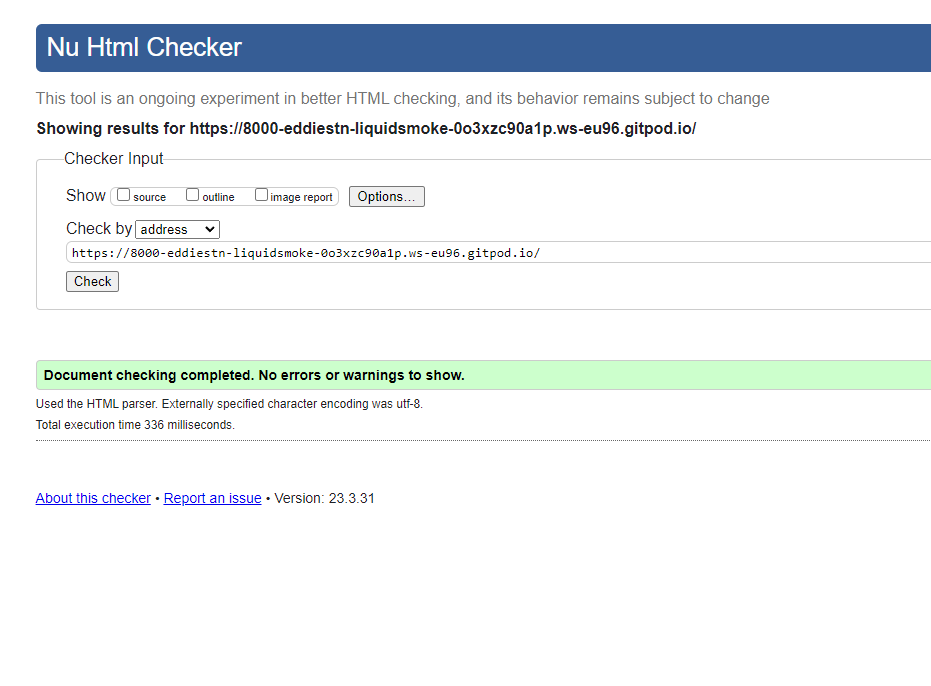 Nu Html Checker
This tool is an ongoing experiment in better HTML checking, and its behavior remains subject to change
Showing results for https://8000-eddiestn-liquidsmoke-0o3xzc90a1p.ws-eu96.gitpod.io/
Checker Input
Show source outline image report Options...
Check by address
https://8000-eddiestn-liquidsmoke-0o3xzc90a1p.ws-eu96.gitpod.io/
Check
Document checking completed. No errors or warnings to show.
Used the HTML parser. Externally specified character encoding was utf-8.
Total execution time 336 milliseconds.
About this checker • Report an issue • Version: 23.3.31